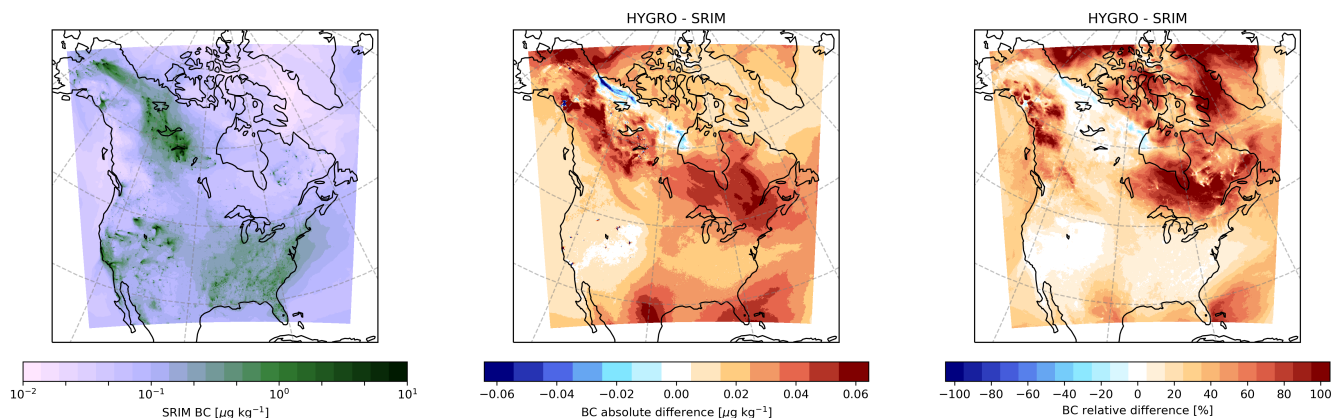 HYGRO - SRIM
HYGRO - SRIM
10⁻² 10⁻¹ 10⁰ 10¹
SRIM BC [μg kg⁻¹]
−0.06 −0.04 −0.02 0.00 0.02 0.04 0.06
BC absolute difference [μg kg⁻¹]
−100 −80 −60 −40 −20 0 20 40 60 80 100
BC relative difference [%]